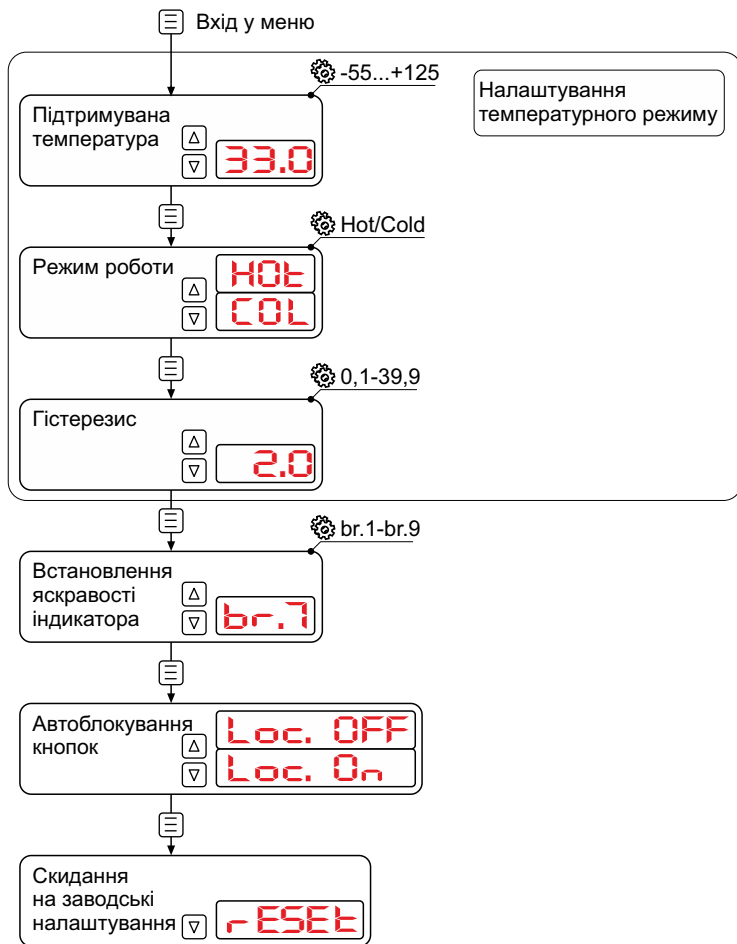 Вхід у меню
-55...+125
Налаштування
температурного режиму
Підтримувана
температура
33.0
Hot/Cold
Режим роботи
HOt
COL
0,1-39,9
Гістерезис
2.0
br.1-br.9
Встановлення
яскравості
індикатора
br.7
Автоблокування
кнопок
Loc. OFF
Loc. On
Скидання
на заводські
налаштування
rESEt